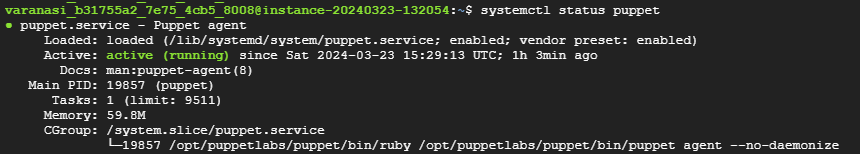 varanasi_b31755a2_7e75_4cb5_8008@instance-20240323-132054:~$ systemctl status puppet
● puppet.service - Puppet agent
Loaded: loaded (/lib/systemd/system/puppet.service; enabled; vendor preset: enabled)
Active: active (running) since Sat 2024-03-23 15:29:13 UTC; 1h 3min ago
Docs: man:puppet-agent(8)
Main PID: 19857 (puppet)
Tasks: 1 (limit: 9511)
Memory: 59.8M
CGroup: /system.slice/puppet.service
└─19857 /opt/puppetlabs/puppet/bin/ruby /opt/puppetlabs/puppet/bin/puppet agent --no-daemonize